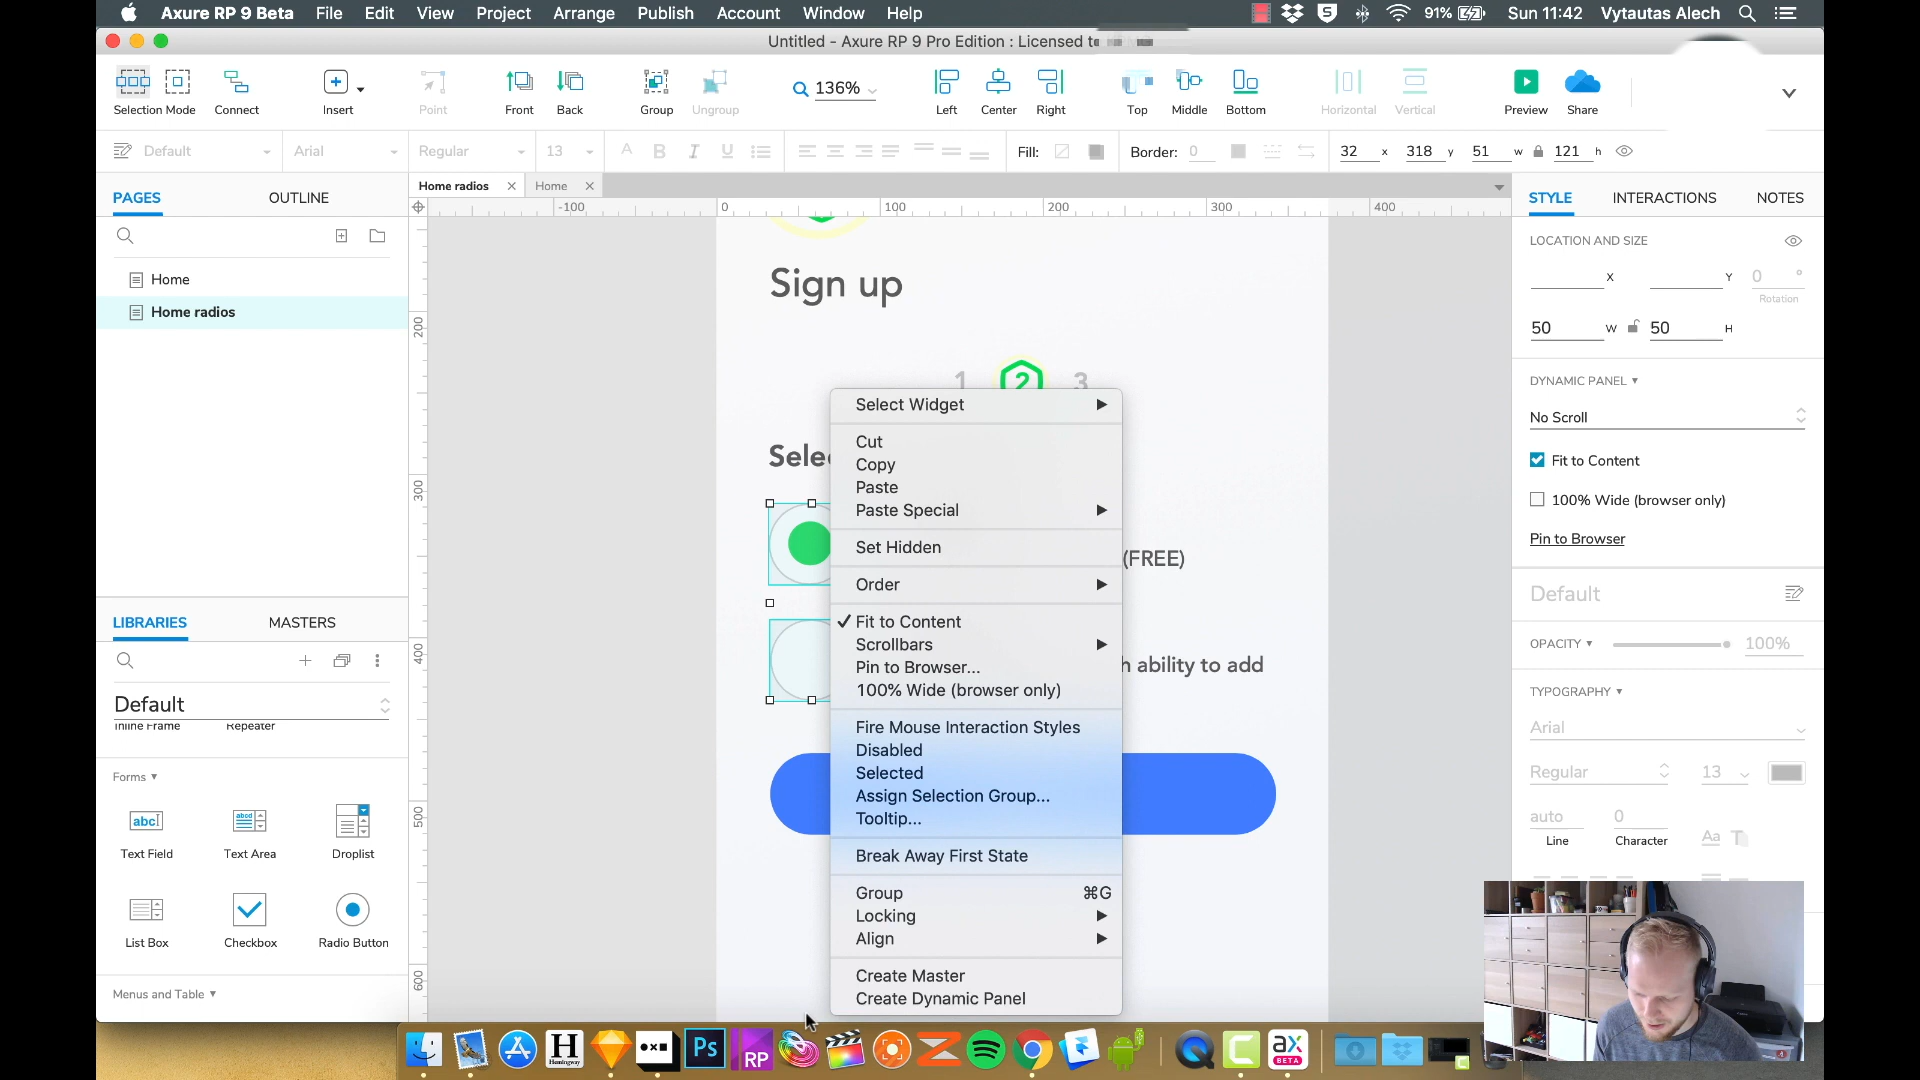 Axure RP 9 Beta File Edit View Project Arrange Publish Account Window Help
S 91% Sun 11:42 Vytautas Alech
Untitled - Axure RP 9 Pro Edition : Licensed to
Selection Mode Connect Insert Point Front Back Group Ungroup 136% Left Center Right Top Middle Bottom Horizontal Vertical Preview Share
Default Arial Regular 13 A B I U Fill: Border: 0 32 x 318 y 51 w 121 h
PAGES OUTLINE
Home radios Home
-100 0 100 200 300 400
STYLE INTERACTIONS NOTES
Home
Home radios
200
300
400
500
600
LIBRARIES MASTERS
Default
Inline Frame Repeater
Forms
abc
abcd
Text Field Text Area Droplist
List Box Checkbox Radio Button
Menus and Table
Sign up
1 2 3
Sele
(FREE)
h ability to add
Select Widget
Cut
Copy
Paste
Paste Special
Set Hidden
Order
✓ Fit to Content
Scrollbars
Pin to Browser...
100% Wide (browser only)
Fire Mouse Interaction Styles
Disabled
Selected
Assign Selection Group...
Tooltip...
Break Away First State
Group ⌘G
Locking
Align
Create Master
Create Dynamic Panel
LOCATION AND SIZE
X Y 0 °
Rotation
50 W 50 H
DYNAMIC PANEL
No Scroll
Fit to Content
100% Wide (browser only)
Pin to Browser
Default
OPACITY 100%
TYPOGRAPHY
Arial
Regular 13
auto 0
Line Character Aa T
H
Hemingway
Ps
RP
ax
BETA